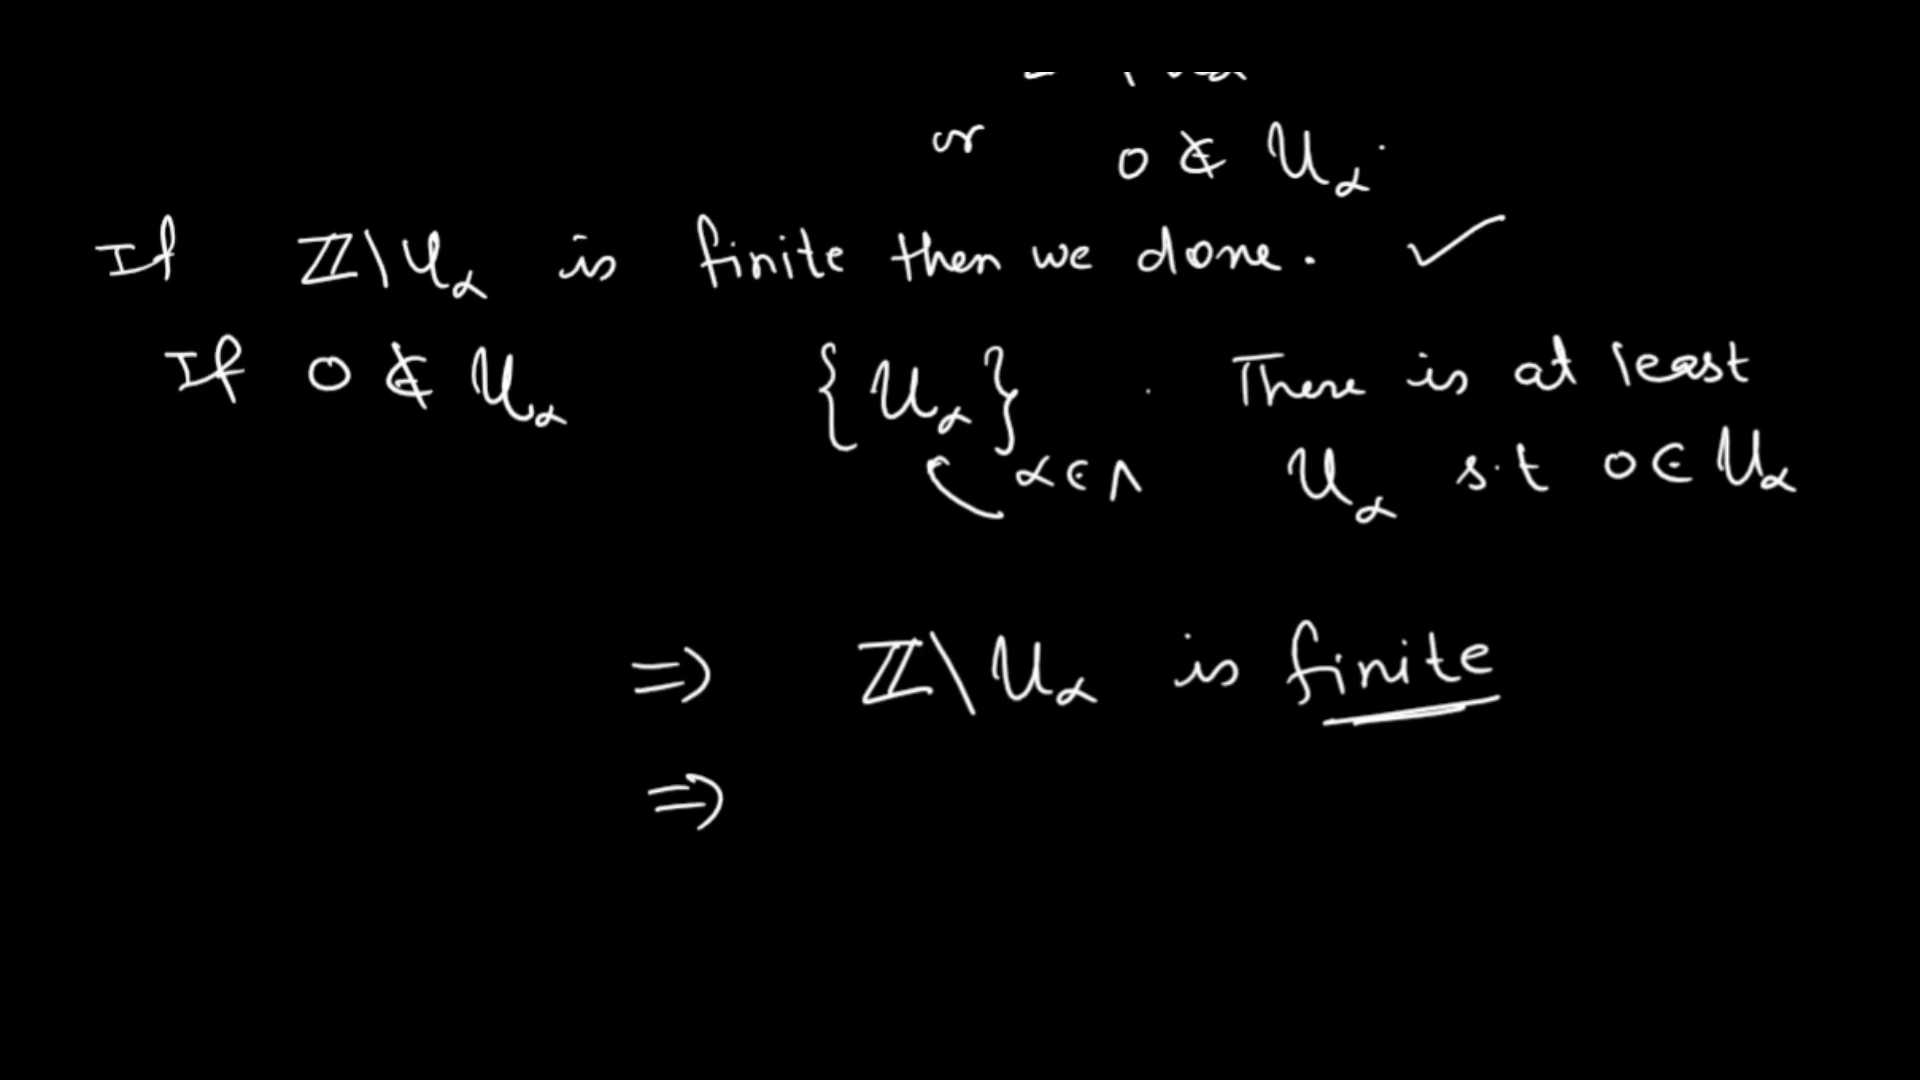 or 0 ∉ U_α.
If ℤ\U_α is finite then we done. ✓
If 0 ∉ U_α {U_α}_α∈Λ . There is at least
U_α s.t 0 ∈ U_α
⇒ ℤ\U_α is finite
⇒